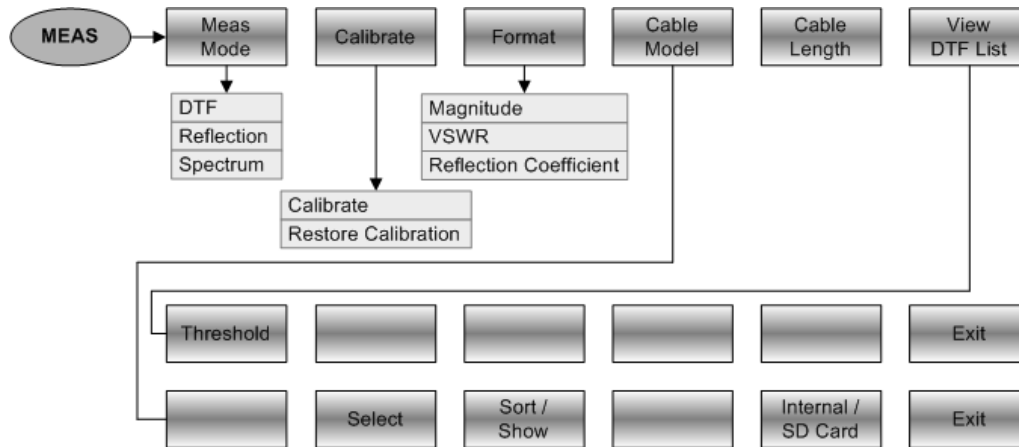 MEAS
Meas
Mode
Calibrate
Format
Cable
Model
Cable
Length
View
DTF List
DTF
Reflection
Spectrum
Magnitude
VSWR
Reflection Coefficient
Calibrate
Restore Calibration
Threshold
Exit
Select
Sort /
Show
Internal /
SD Card
Exit